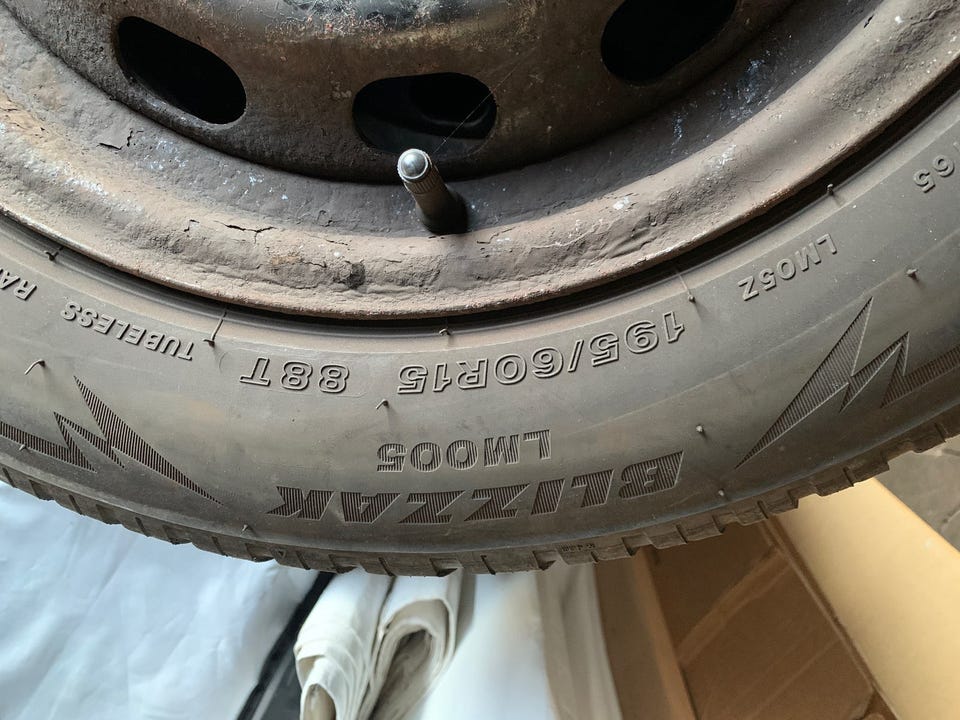 BLIZZAK
LM005
195/60R15 88T
TUBELESS
LM05Z